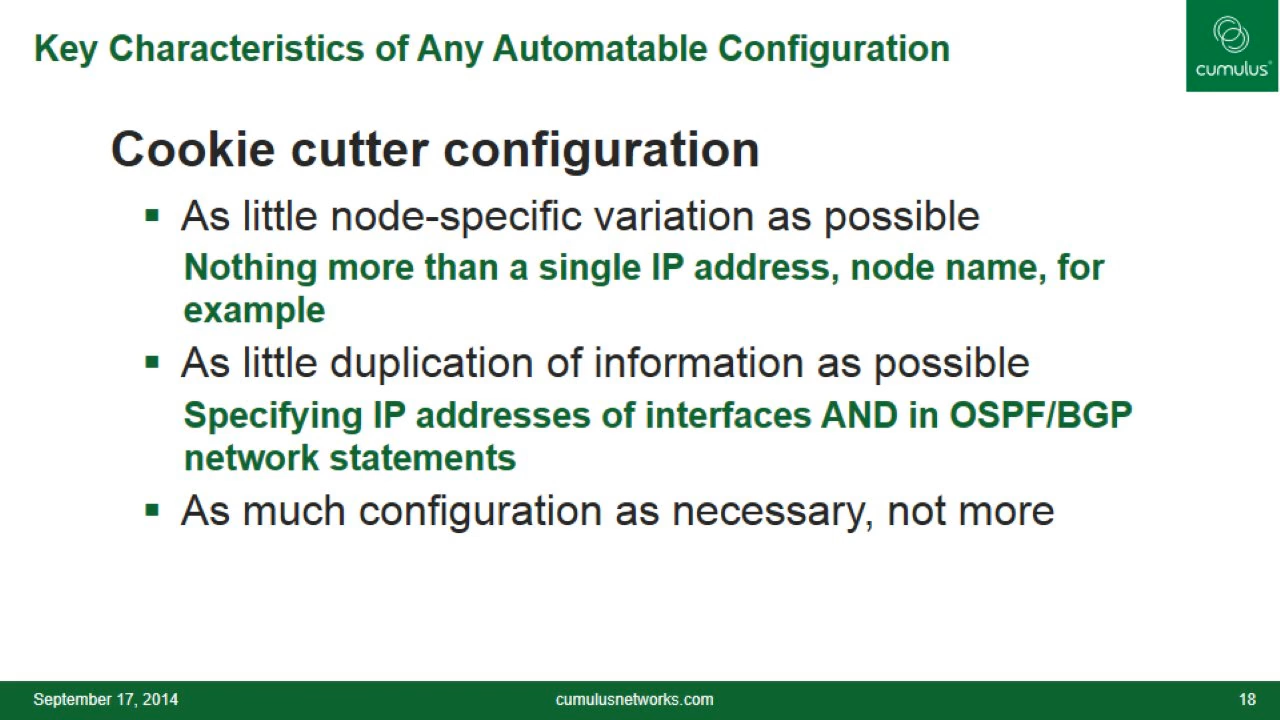 Key Characteristics of Any Automatable Configuration
cumulus®
Cookie cutter configuration
▪ As little node-specific variation as possible
Nothing more than a single IP address, node name, for
example
▪ As little duplication of information as possible
Specifying IP addresses of interfaces AND in OSPF/BGP
network statements
▪ As much configuration as necessary, not more
September 17, 2014
cumulusnetworks.com
18